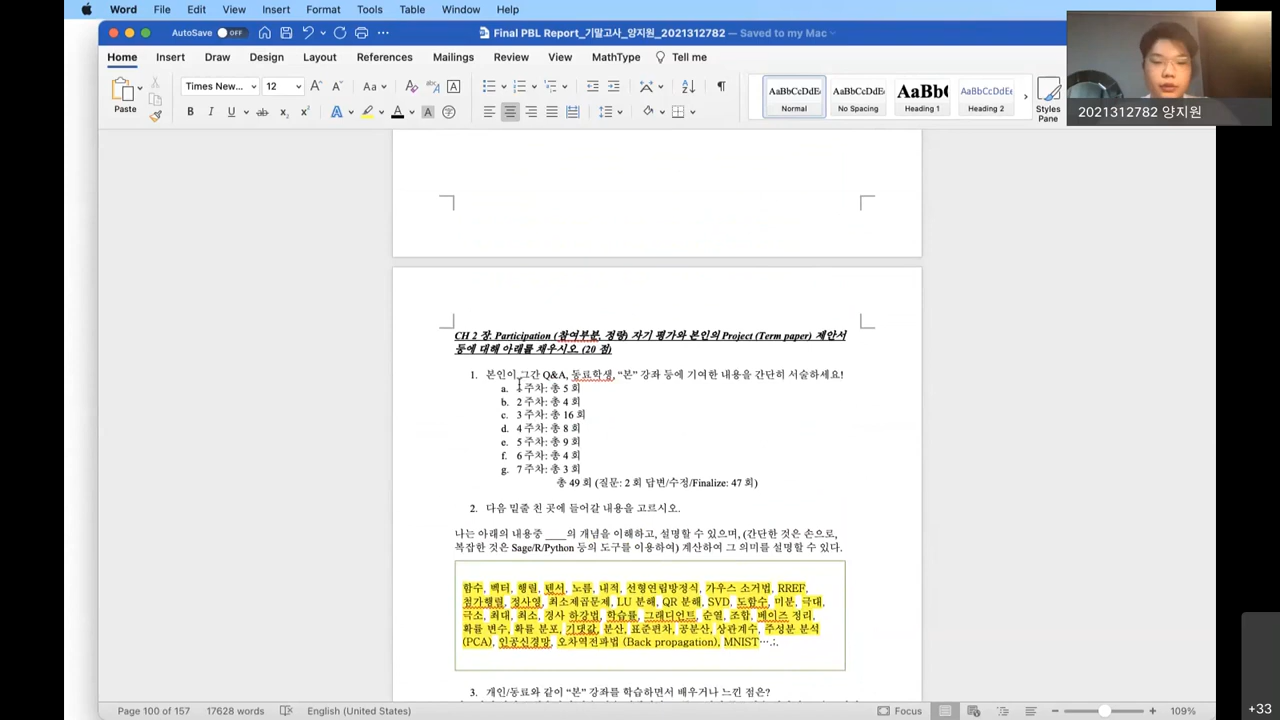 Word File Edit View Insert Format Tools Table Window Help
AutoSave OFF Final PBL Report_기말고사_양지원_2021312782 — Saved to my Mac
Home Insert Draw Design Layout References Mailings Review View MathType Tell me
Paste Times New... 12 Aa AaBbCcDdEe AaBbCcDdEe AaBbC AaBbCcDdEe
Normal No Spacing Heading 1 Heading 2 Styles Pane
2021312782 양지원
CH 2 장. Participation (참여부분, 정량) 자기 평가와 본인의 Project (Term paper) 제안서
등에 대해 아래를 채우시오. (20 점)
1. 본인이 그간 Q&A, 동료학생, “본” 강좌 등에 기여한 내용을 간단히 서술하세요!
a. 1 주차: 총 5 회
b. 2 주차: 총 4 회
c. 3 주차: 총 16 회
d. 4 주차: 총 8 회
e. 5 주차: 총 9 회
f. 6 주차: 총 4 회
g. 7 주차: 총 3 회
총 49 회 (질문: 2 회 답변/수정/Finalize: 47 회)
2. 다음 밑줄 친 곳에 들어갈 내용을 고르시오.
나는 아래의 내용중 ____의 개념을 이해하고, 설명할 수 있으며, (간단한 것은 손으로,
복잡한 것은 Sage/R/Python 등의 도구를 이용하여) 계산하여 그 의미를 설명할 수 있다.
함수, 벡터, 행렬, 텐서, 노름, 내적, 선형연립방정식, 가우스 소거법, RREF,
첨가행렬, 정사영, 최소제곱문제, LU 분해, QR 분해, SVD, 도함수, 미분, 극대,
극소, 최대, 최소, 경사 하강법, 학습률, 그래디언트, 순열, 조합, 베이즈 정리,
확률 변수, 확률 분포, 기댓값, 분산, 표준편차, 공분산, 상관계수, 주성분 분석
(PCA), 인공신경망, 오차역전파법 (Back propagation), MNIST….;.
3. 개인/동료와 같이 “본” 강좌를 학습하면서 배우거나 느낀 점은?
Page 100 of 157 17628 words English (United States) Focus 109%
+33